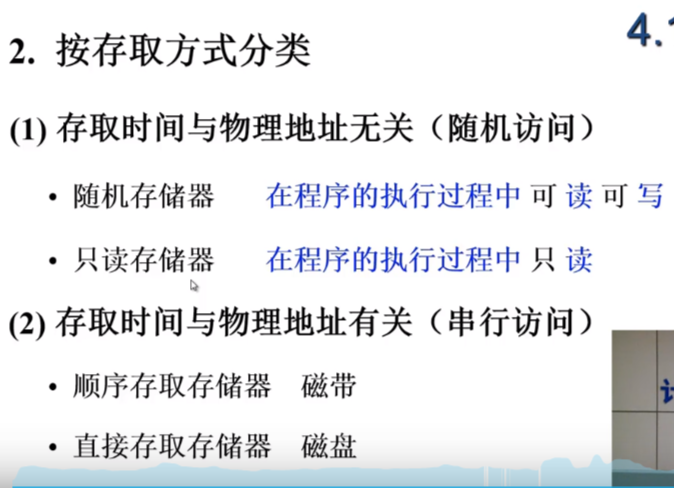 4.
2. 按存取方式分类
(1) 存取时间与物理地址无关（随机访问）
• 随机存储器 在程序的执行过程中 可 读 可 写
• 只读存储器 在程序的执行过程中 只 读
(2) 存取时间与物理地址有关（串行访问）
• 顺序存取存储器 磁带
• 直接存取存储器 磁盘